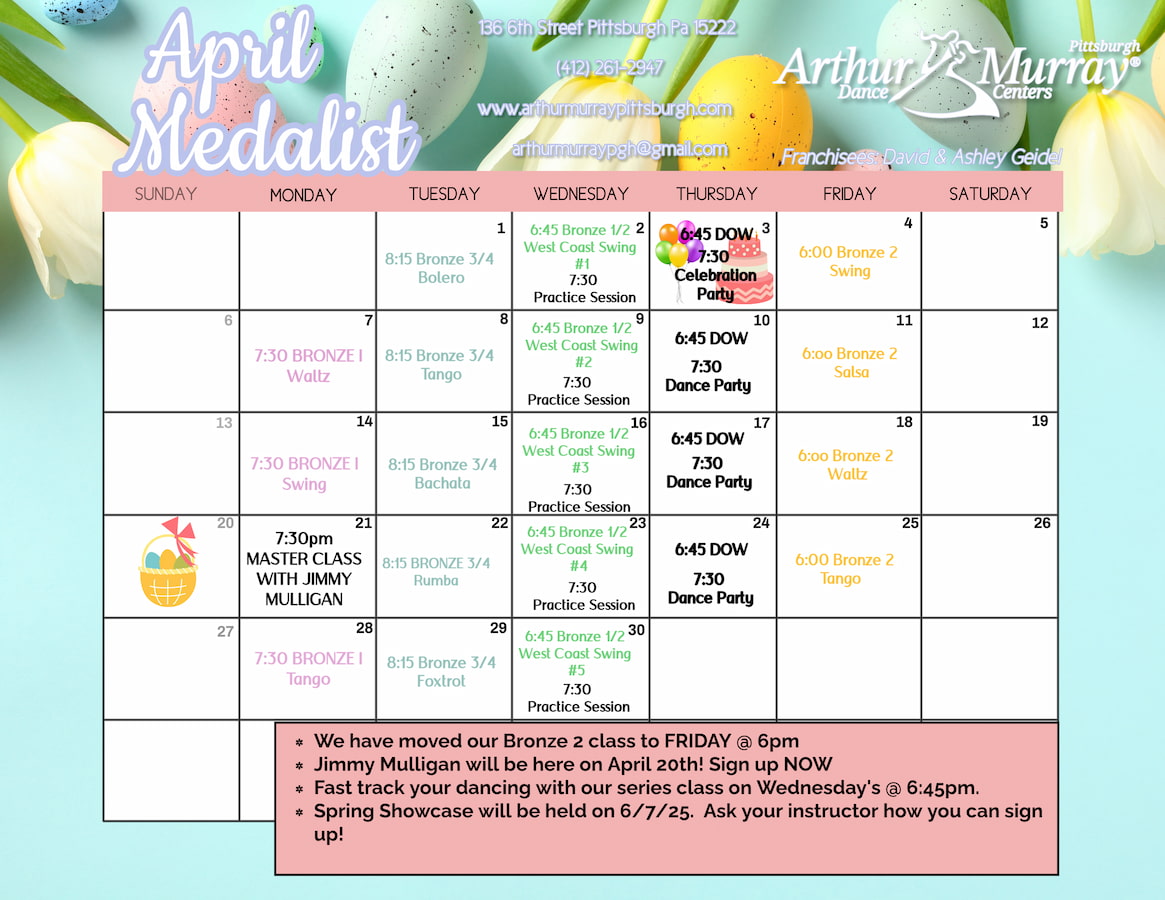 April
Medalist
136 6th Street Pittsburgh Pa 15222
(412) 261-2947
www.arthurmurraypittsburgh.com
arthurmurraypgh@gmail.com
Pittsburgh
Arthur Murray®
Dance Centers
Franchisees: David & Ashley Geidel
SUNDAY MONDAY TUESDAY WEDNESDAY THURSDAY FRIDAY SATURDAY
1
8:15 Bronze 3/4
Bolero
2
6:45 Bronze 1/2
West Coast Swing
#1
7:30
Practice Session
3
6:45 DOW
7:30
Celebration
Party
4
6:00 Bronze 2
Swing
5
6
7
7:30 BRONZE I
Waltz
8
8:15 Bronze 3/4
Tango
9
6:45 Bronze 1/2
West Coast Swing
#2
7:30
Practice Session
10
6:45 DOW
7:30
Dance Party
11
6:oo Bronze 2
Salsa
12
13
14
7:30 BRONZE I
Swing
15
8:15 Bronze 3/4
Bachata
16
6:45 Bronze 1/2
West Coast Swing
#3
7:30
Practice Session
17
6:45 DOW
7:30
Dance Party
18
6:oo Bronze 2
Waltz
19
20
21
7:30pm
MASTER CLASS
WITH JIMMY
MULLIGAN
22
8:15 BRONZE 3/4
Rumba
23
6:45 Bronze 1/2
West Coast Swing
#4
7:30
Practice Session
24
6:45 DOW
7:30
Dance Party
25
6:00 Bronze 2
Tango
26
27
28
7:30 BRONZE I
Tango
29
8:15 Bronze 3/4
Foxtrot
30
6:45 Bronze 1/2
West Coast Swing
#5
7:30
Practice Session
* We have moved our Bronze 2 class to FRIDAY @ 6pm
* Jimmy Mulligan will be here on April 20th! Sign up NOW
* Fast track your dancing with our series class on Wednesday's @ 6:45pm.
* Spring Showcase will be held on 6/7/25. Ask your instructor how you can sign
up!